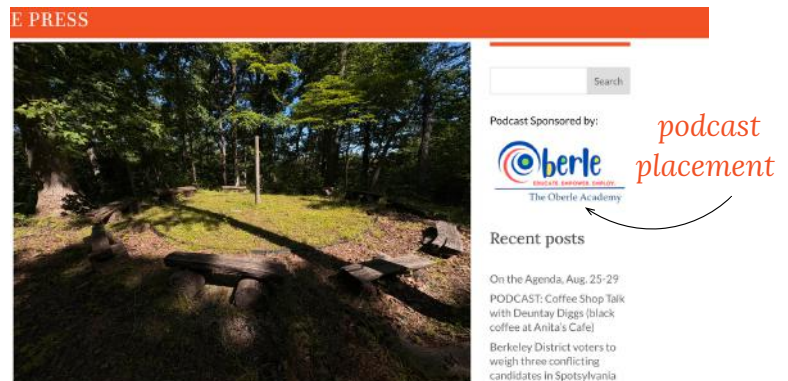 E PRESS
Search
Podcast Sponsored by:
Oberle
EDUCATE EMPOWER EMPLOY
The Oberle Academy
podcast
placement
Recent posts
On the Agenda, Aug. 25-29
PODCAST: Coffee Shop Talk
with Deuntay Diggs (black
coffee at Anita's Cafe)
Berkeley District voters to
weigh three conflicting
candidates in Spotsylvania